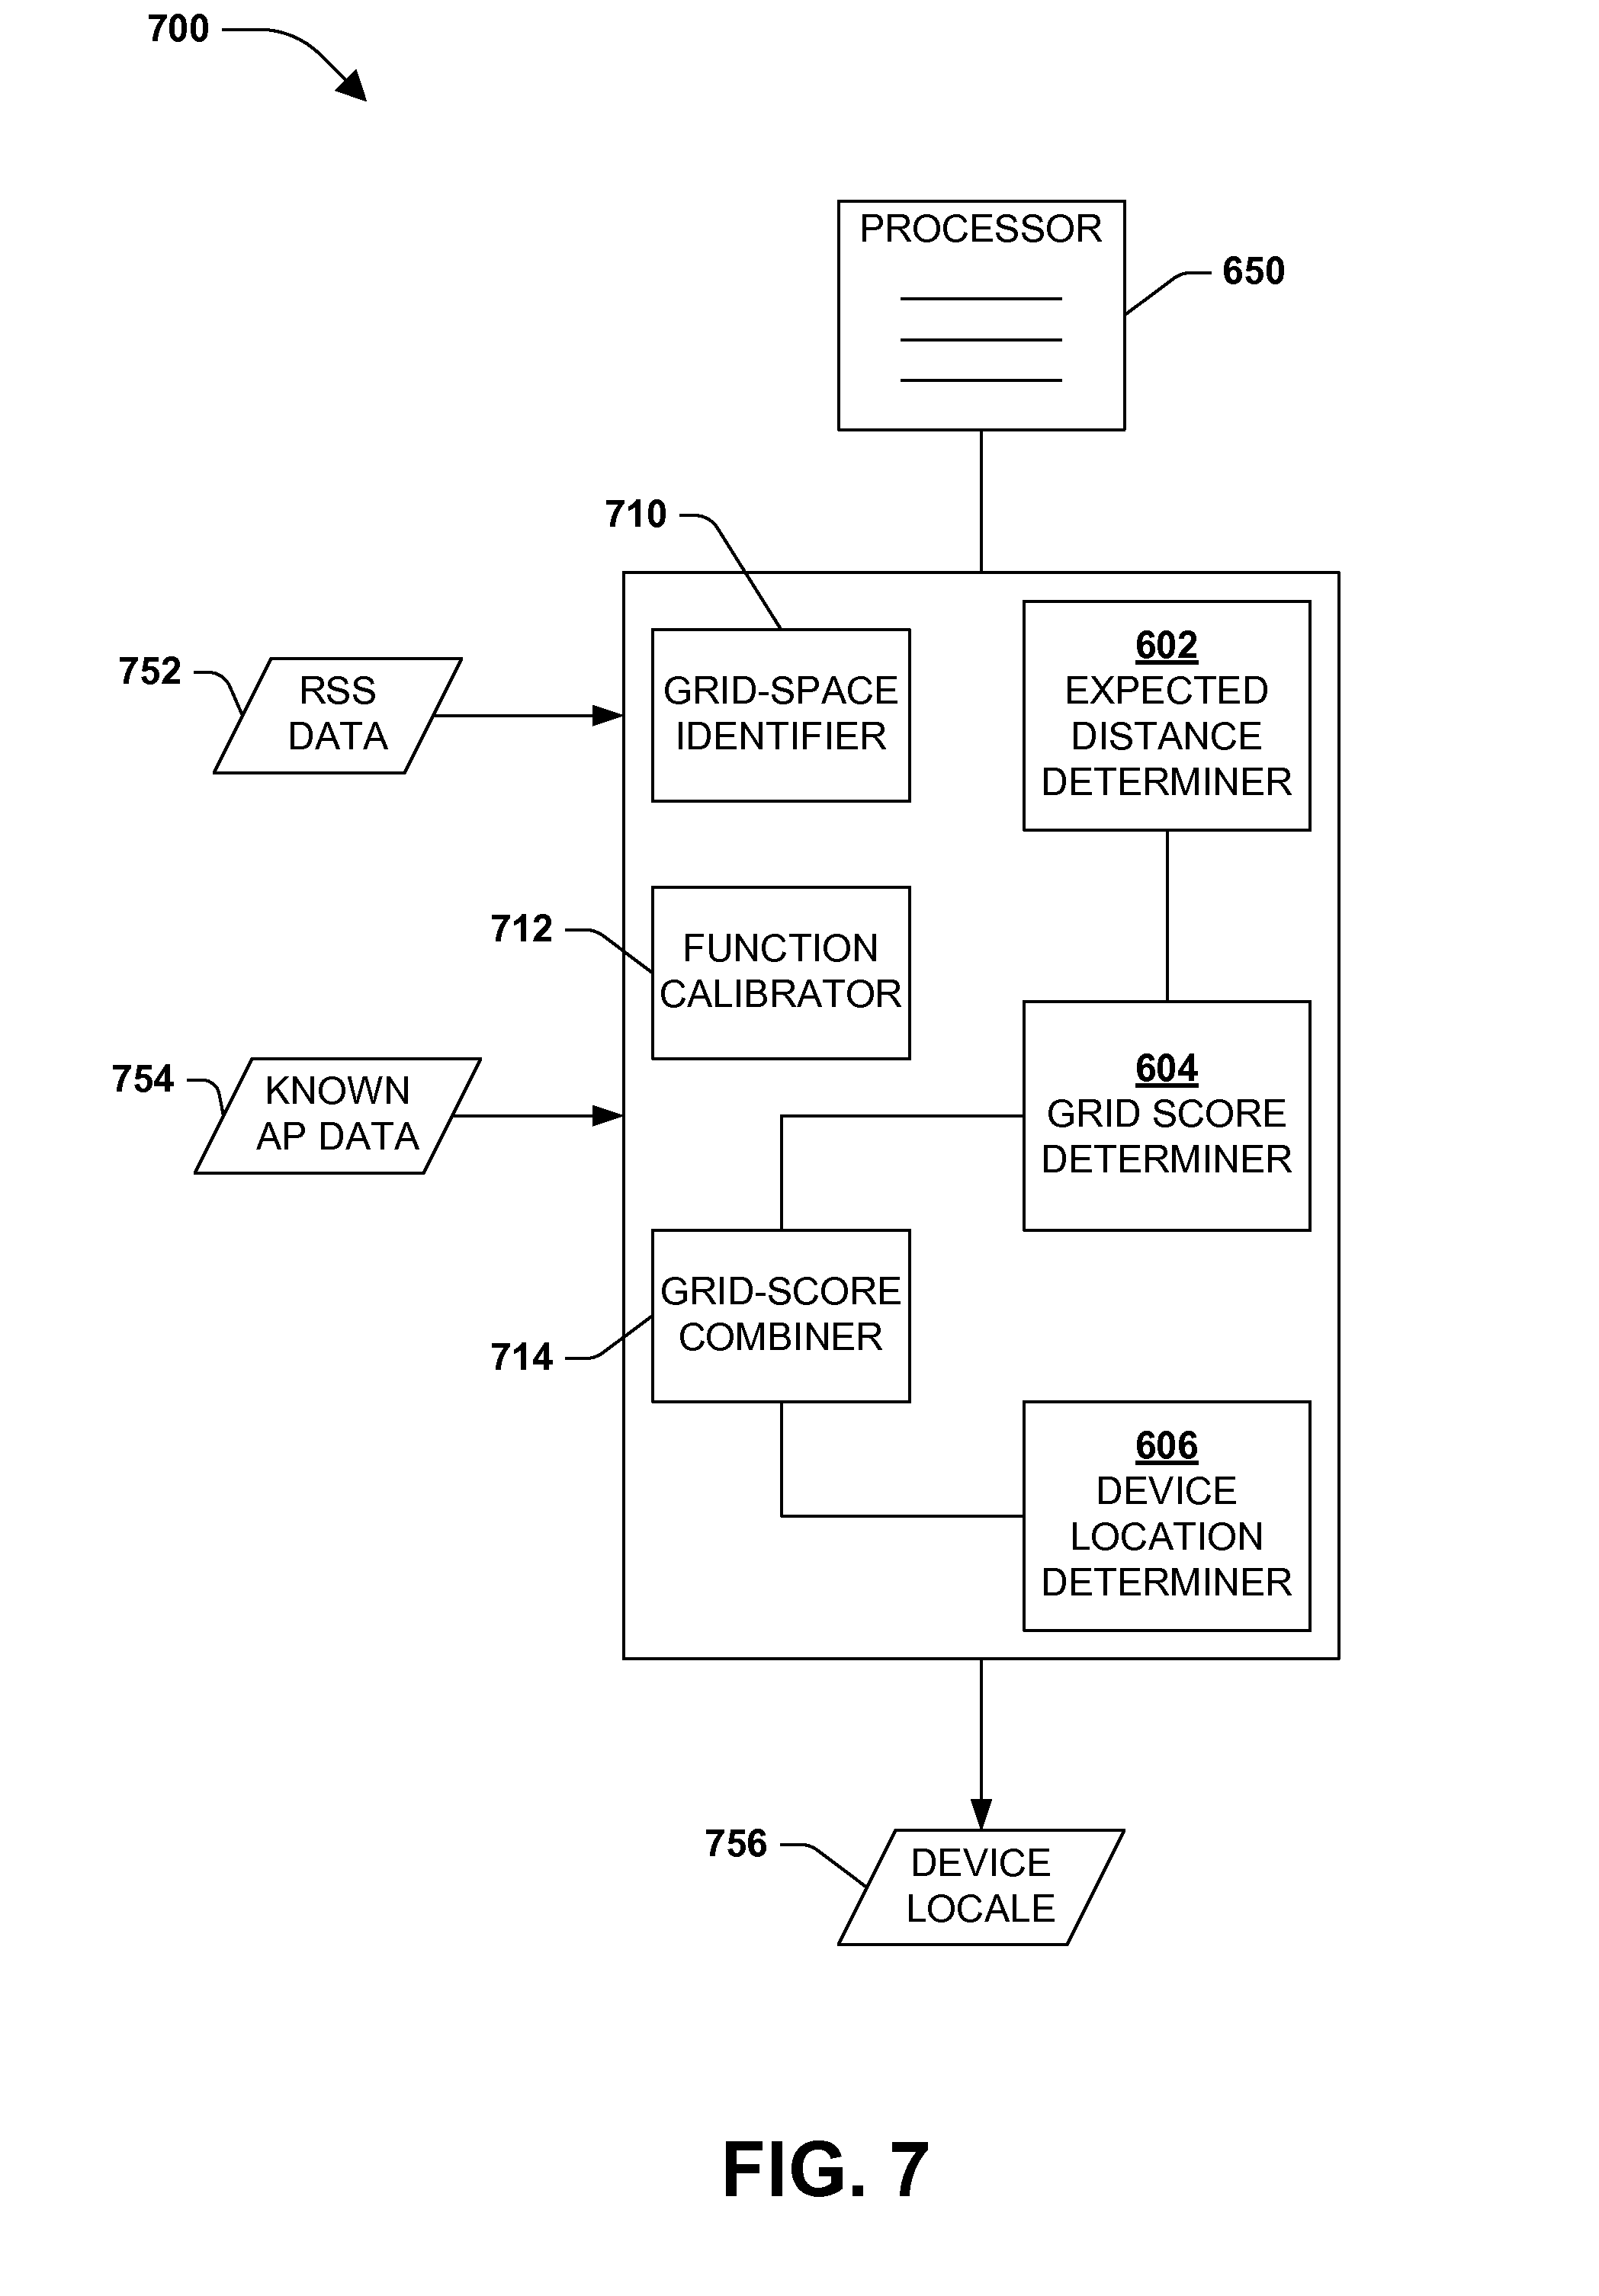 700
PROCESSOR
650
710
752
RSS
DATA
GRID-SPACE
IDENTIFIER
602
EXPECTED
DISTANCE
DETERMINER
712
FUNCTION
CALIBRATOR
754
KNOWN
AP DATA
604
GRID SCORE
DETERMINER
714
GRID-SCORE
COMBINER
606
DEVICE
LOCATION
DETERMINER
756
DEVICE
LOCALE
FIG. 7